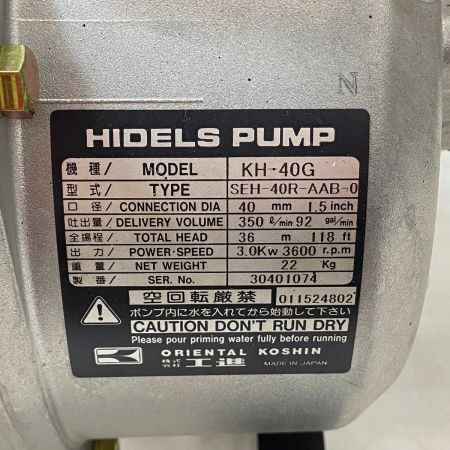 N
HIDELS PUMP
機種 MODEL KH-40G
型式 TYPE SEH-40R-AAB-0
口径 CONNECTION DIA 40 mm 1.5 inch
吐出量 DELIVERY VOLUME 350 ℓ/min 92 gal/min
全揚程 TOTAL HEAD 36 m 118 ft
出力 POWER·SPEED 3.0Kw 3600 r.p.m
重量 NET WEIGHT 22 Kg
製番 SER. No. 30401074
空回転厳禁 011524802
ポンプ内に水を入れてから始動して下さい
CAUTION DON'T RUN DRY
Please pour priming water fully before running
ORIENTAL KOSHIN
株式会社 工進 MADE IN JAPAN